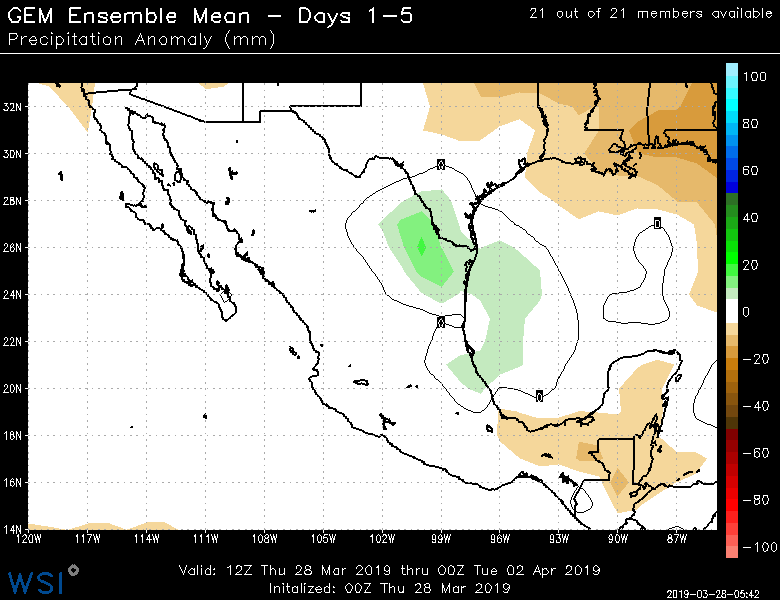 GEM Ensemble Mean – Days 1–5
21 out of 21 members available
Precipitation Anomaly (mm)
100
80
60
40
20
0
−20
−40
−60
−80
−100
32N
30N
28N
26N
24N
22N
20N
18N
16N
14N
0
0
0
0
120W
117W
114W
111W
108W
105W
102W
99W
96W
93W
90W
87W
Valid: 12Z Thu 28 Mar 2019 thru 00Z Tue 02 Apr 2019
Initalized: 00Z Thu 28 Mar 2019
WSI
2019-03-28-05:42